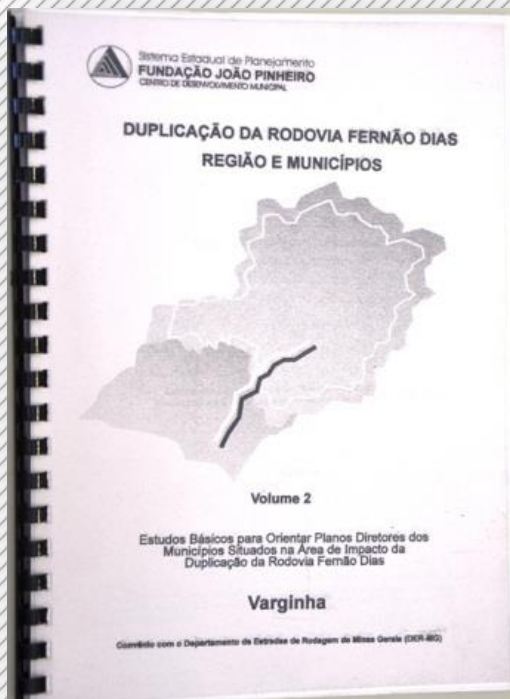 Sistema Estadual de Planejamento
FUNDAÇÃO JOÃO PINHEIRO
CENTRO DE DESENVOLVIMENTO MUNICIPAL
DUPLICAÇÃO DA RODOVIA FERNÃO DIAS
REGIÃO E MUNICÍPIOS
Volume 2
Estudos Básicos para Orientar Planos Diretores dos
Municípios Situados na Área de Impacto da
Duplicação da Rodovia Fernão Dias
Varginha
Convênio com o Departamento de Estradas de Rodagem de Minas Gerais (DER-MG)